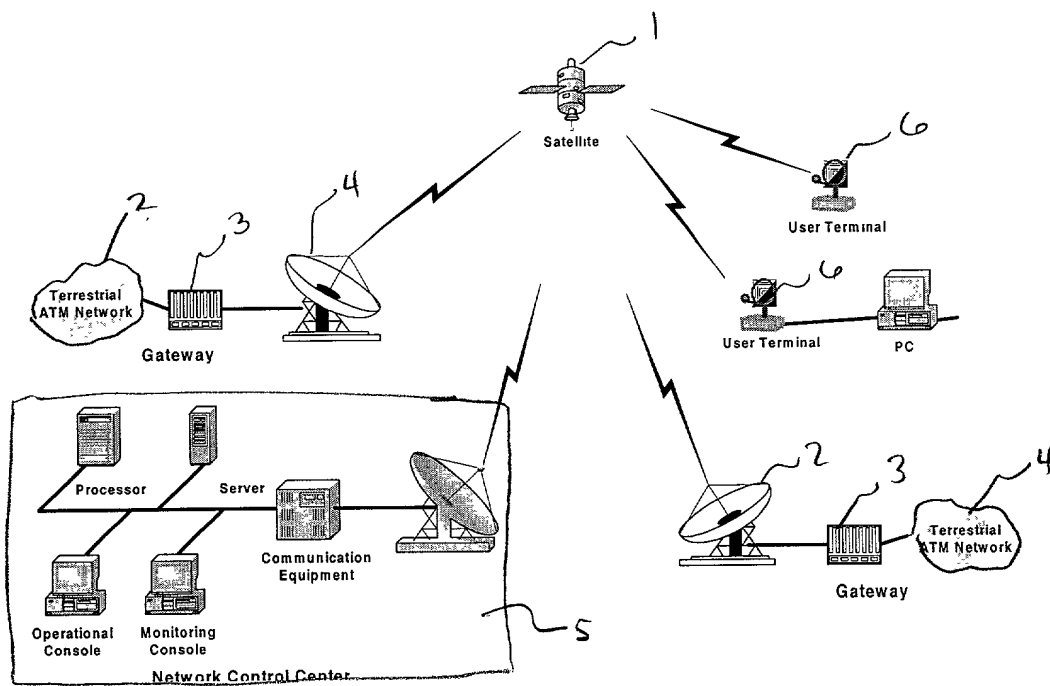 1
Satellite
6
User Terminal
4
2
3
Terrestrial
ATM Network
Gateway
6
User Terminal
PC
Processor
Server
Communication
Equipment
Operational
Console
Monitoring
Console
Network Control Center
5
2
3
4
Terrestrial
ATM Network
Gateway